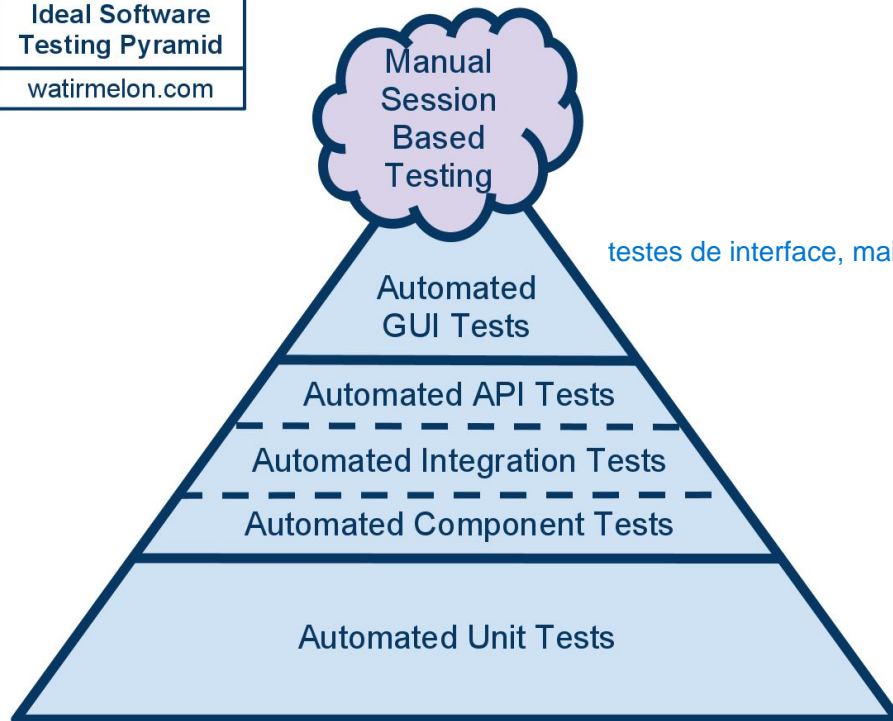 Ideal Software
Testing Pyramid
watirmelon.com
Manual
Session
Based
Testing
testes de interface,
Automated
GUI Tests
Automated API Tests
Automated Integration Tests
Automated Component Tests
Automated Unit Tests